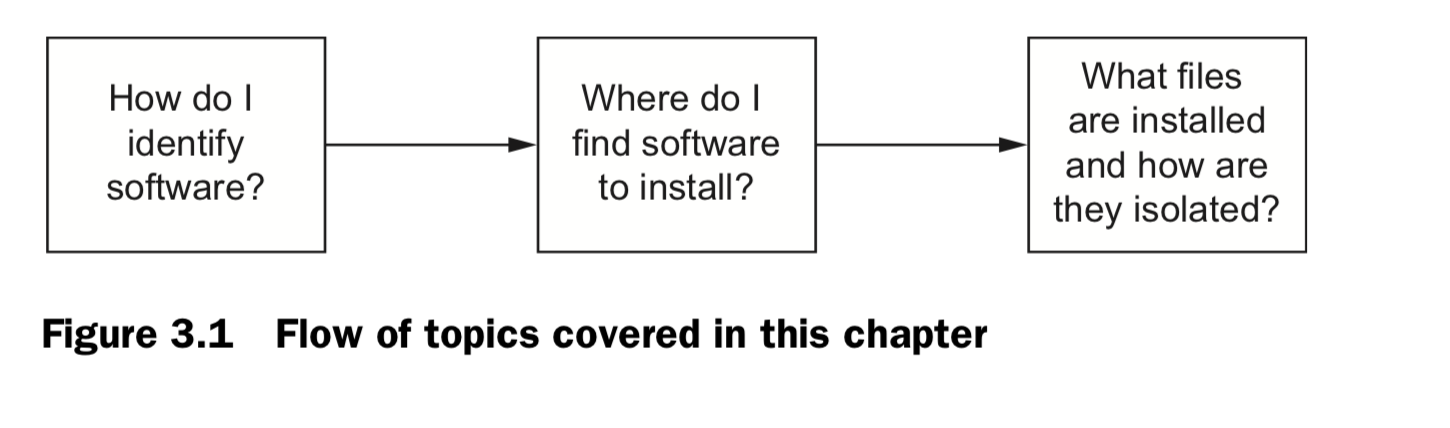 How do I
identify
software?
Where do I
find software
to install?
What files
are installed
and how are
they isolated?
Figure 3.1 Flow of topics covered in this chapter